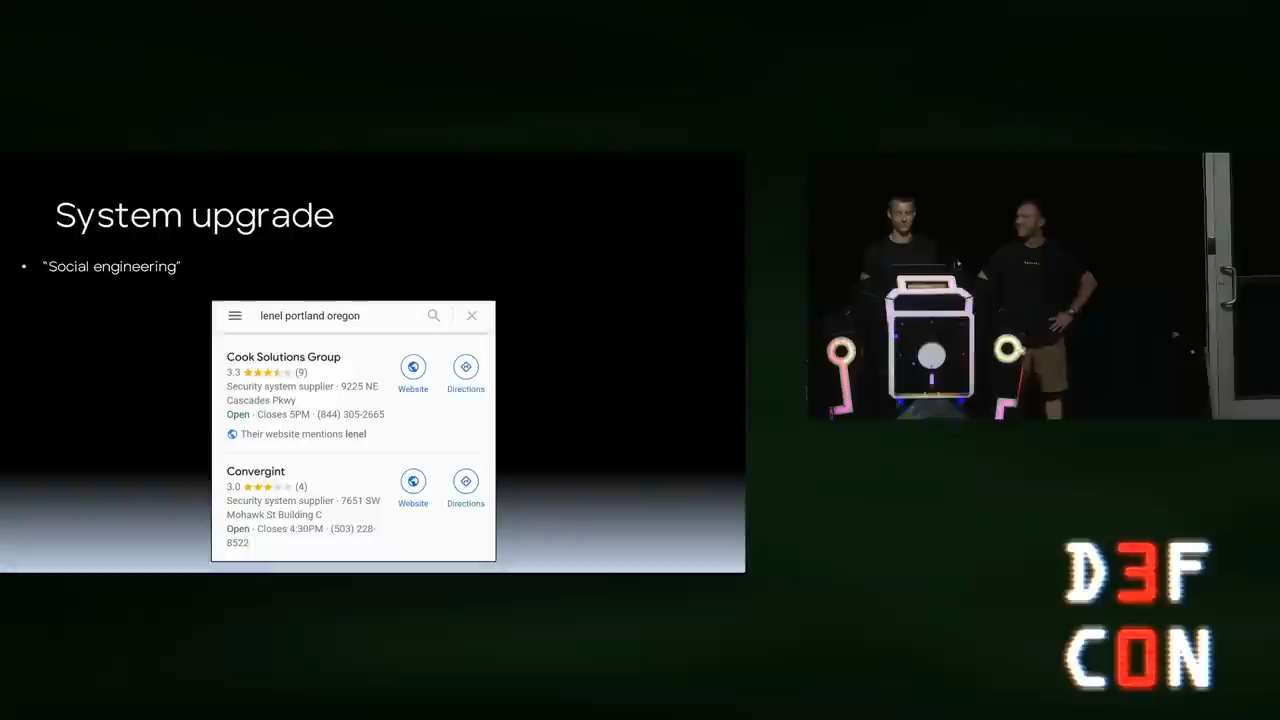 System upgrade
• "Social engineering"
lenel portland oregon
Cook Solutions Group
3.3 (9)
Security system supplier · 9225 NE
Cascades Pkwy
Open · Closes 5PM · (844) 305-2665
Their website mentions lenel
Website
Directions
Convergint
3.0 (4)
Security system supplier · 7651 SW
Mohawk St Building C
Open · Closes 4:30PM · (503) 228-
8522
Website
Directions
D3F
C0N